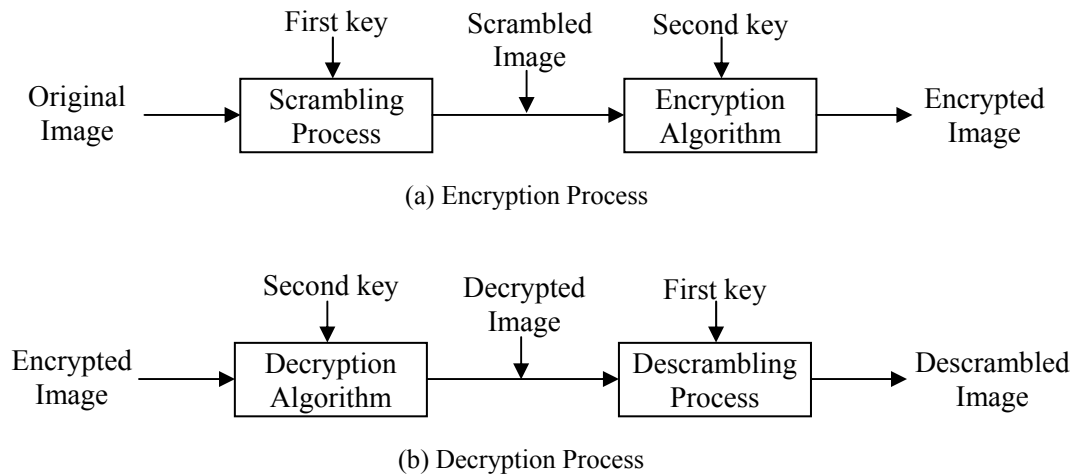 First key
Scrambled
Image
Second key
Original
Image
Scrambling
Process
Encryption
Algorithm
Encrypted
Image
(a) Encryption Process
Second key
Decrypted
Image
First key
Encrypted
Image
Decryption
Algorithm
Descrambling
Process
Descrambled
Image
(b) Decryption Process